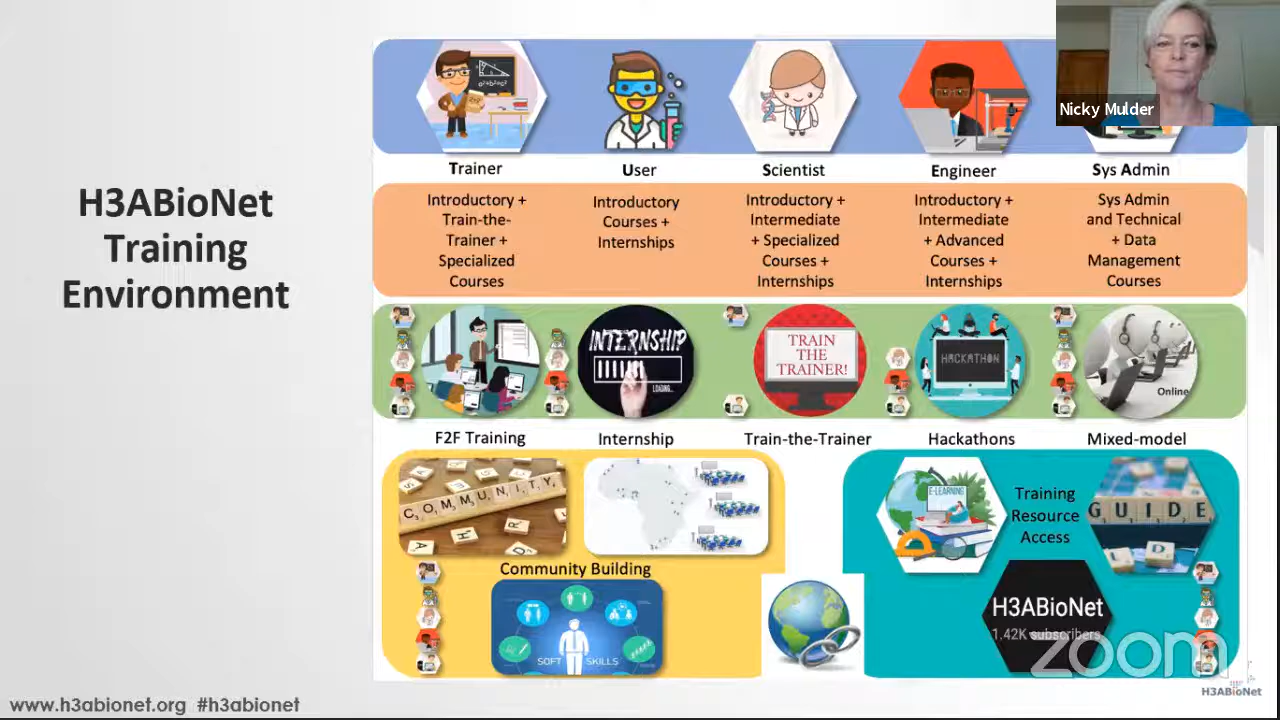 H3ABioNet
Training
Environment
Nicky Mulder
Trainer
User
Scientist
Engineer
Sys Admin
Introductory +
Train-the-
Trainer +
Specialized
Courses
Introductory
Courses +
Internships
Introductory +
Intermediate
+ Specialized
Courses +
Internships
Introductory +
Intermediate
+ Advanced
Courses +
Internships
Sys Admin
and Technical
+ Data
Management
Courses
INTERNSHIP
LOADING...
TRAIN
THE
TRAINER!
HACKATHON
Online
F2F Training
Internship
Train-the-Trainer
Hackathons
Mixed-model
COMMUNITY
Community Building
SOFT SKILLS
E-LEARNING
Training
Resource
Access
GUIDE
H3ABioNet
1.42K subscribers
zoom
H3ABioNet
www.h3abionet.org #h3abionet